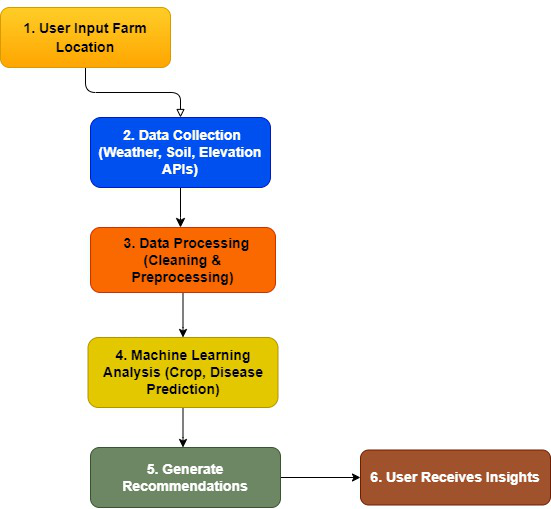 1. User Input Farm
Location
2. Data Collection
(Weather, Soil, Elevation
APIs)
3. Data Processing
(Cleaning &
Preprocessing)
4. Machine Learning
Analysis (Crop, Disease
Prediction)
5. Generate
Recommendations
6. User Receives Insights